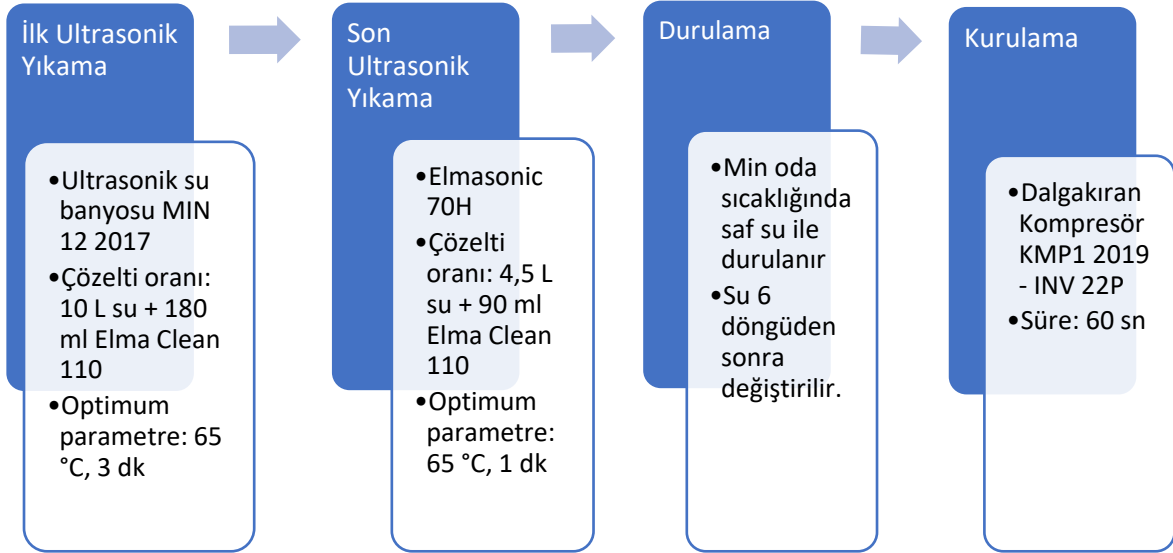 İlk Ultrasonik
Yıkama
•Ultrasonik su
banyosu MIN
12 2017
•Çözelti oranı:
10 L su + 180
ml Elma Clean
110
•Optimum
parametre: 65
°C, 3 dk
Son
Ultrasonik
Yıkama
•Elmasonic
70H
•Çözelti
oranı: 4,5 L
su + 90 ml
Elma Clean
110
•Optimum
parametre:
65 °C, 1 dk
Durulama
•Min oda
sıcaklığında
saf su ile
durulanır
•Su 6
döngüden
sonra
değiştirilir.
Kurulama
•Dalgakıran
Kompresör
KMP1 2019
- INV 22P
•Süre: 60 sn